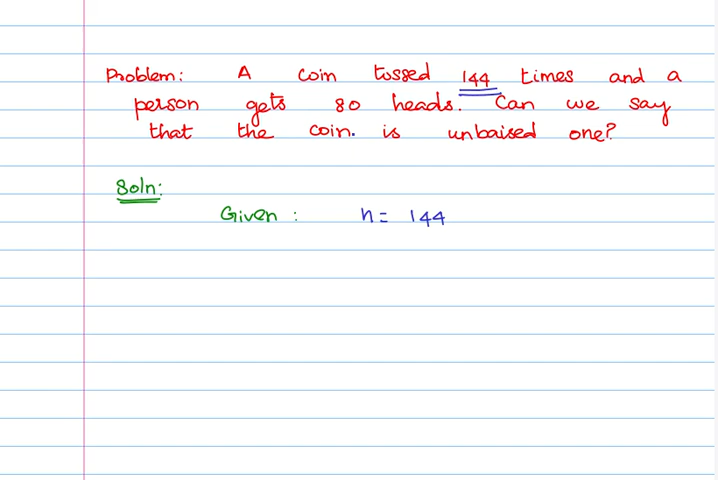 Problem: A coin tossed 144 times and a
person gets 80 heads. Can we say
that the coin. is unbaised one?
Soln:
Given : n = 144